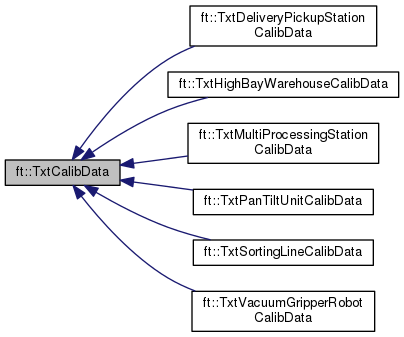 ft::TxtDeliveryPickupStation
CalibData
ft::TxtHighBayWarehouseCalibData
ft::TxtMultiProcessingStation
CalibData
ft::TxtCalibData
ft::TxtPanTiltUnitCalibData
ft::TxtSortingLineCalibData
ft::TxtVacuumGripperRobot
CalibData